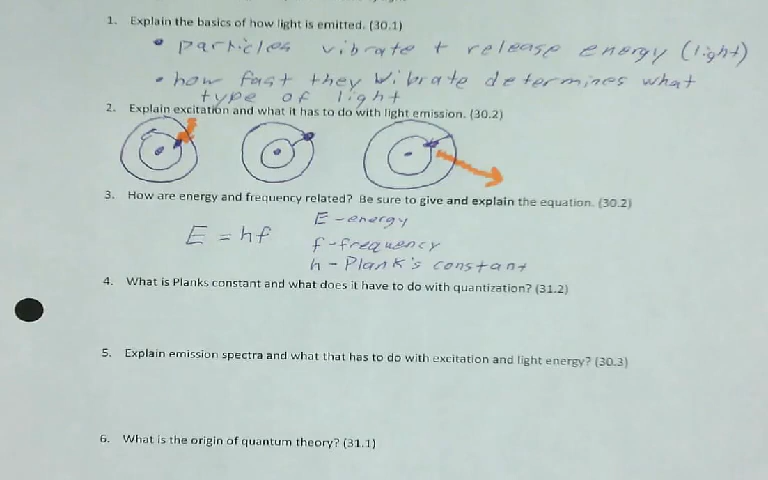 1. Explain the basics of how light is emitted. (30.1)
• particles vibrate + release energy (light)
• how fast they vibrate determines what
type of light
2. Explain excitation and what it has to do with light emission. (30.2)
3. How are energy and frequency related? Be sure to give and explain the equation. (30.2)
E - energy
E = hf
f - frequency
h - Plank's constant
4. What is Planks constant and what does it have to do with quantization? (31.2)
5. Explain emission spectra and what that has to do with excitation and light energy? (30.3)
6. What is the origin of quantum theory? (31.1)